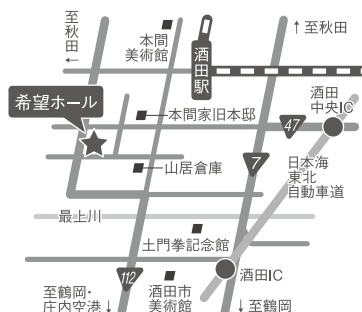 至秋田
←
本間
美術館
酒田駅
↑至秋田
希望ホール
本間家旧本邸
47
酒田
中央IC
山居倉庫
7
日本海
東北
自動車道
最上川
土門拳記念館
112
酒田市
美術館
酒田IC
至鶴岡・
庄内空港↓
↓至鶴岡